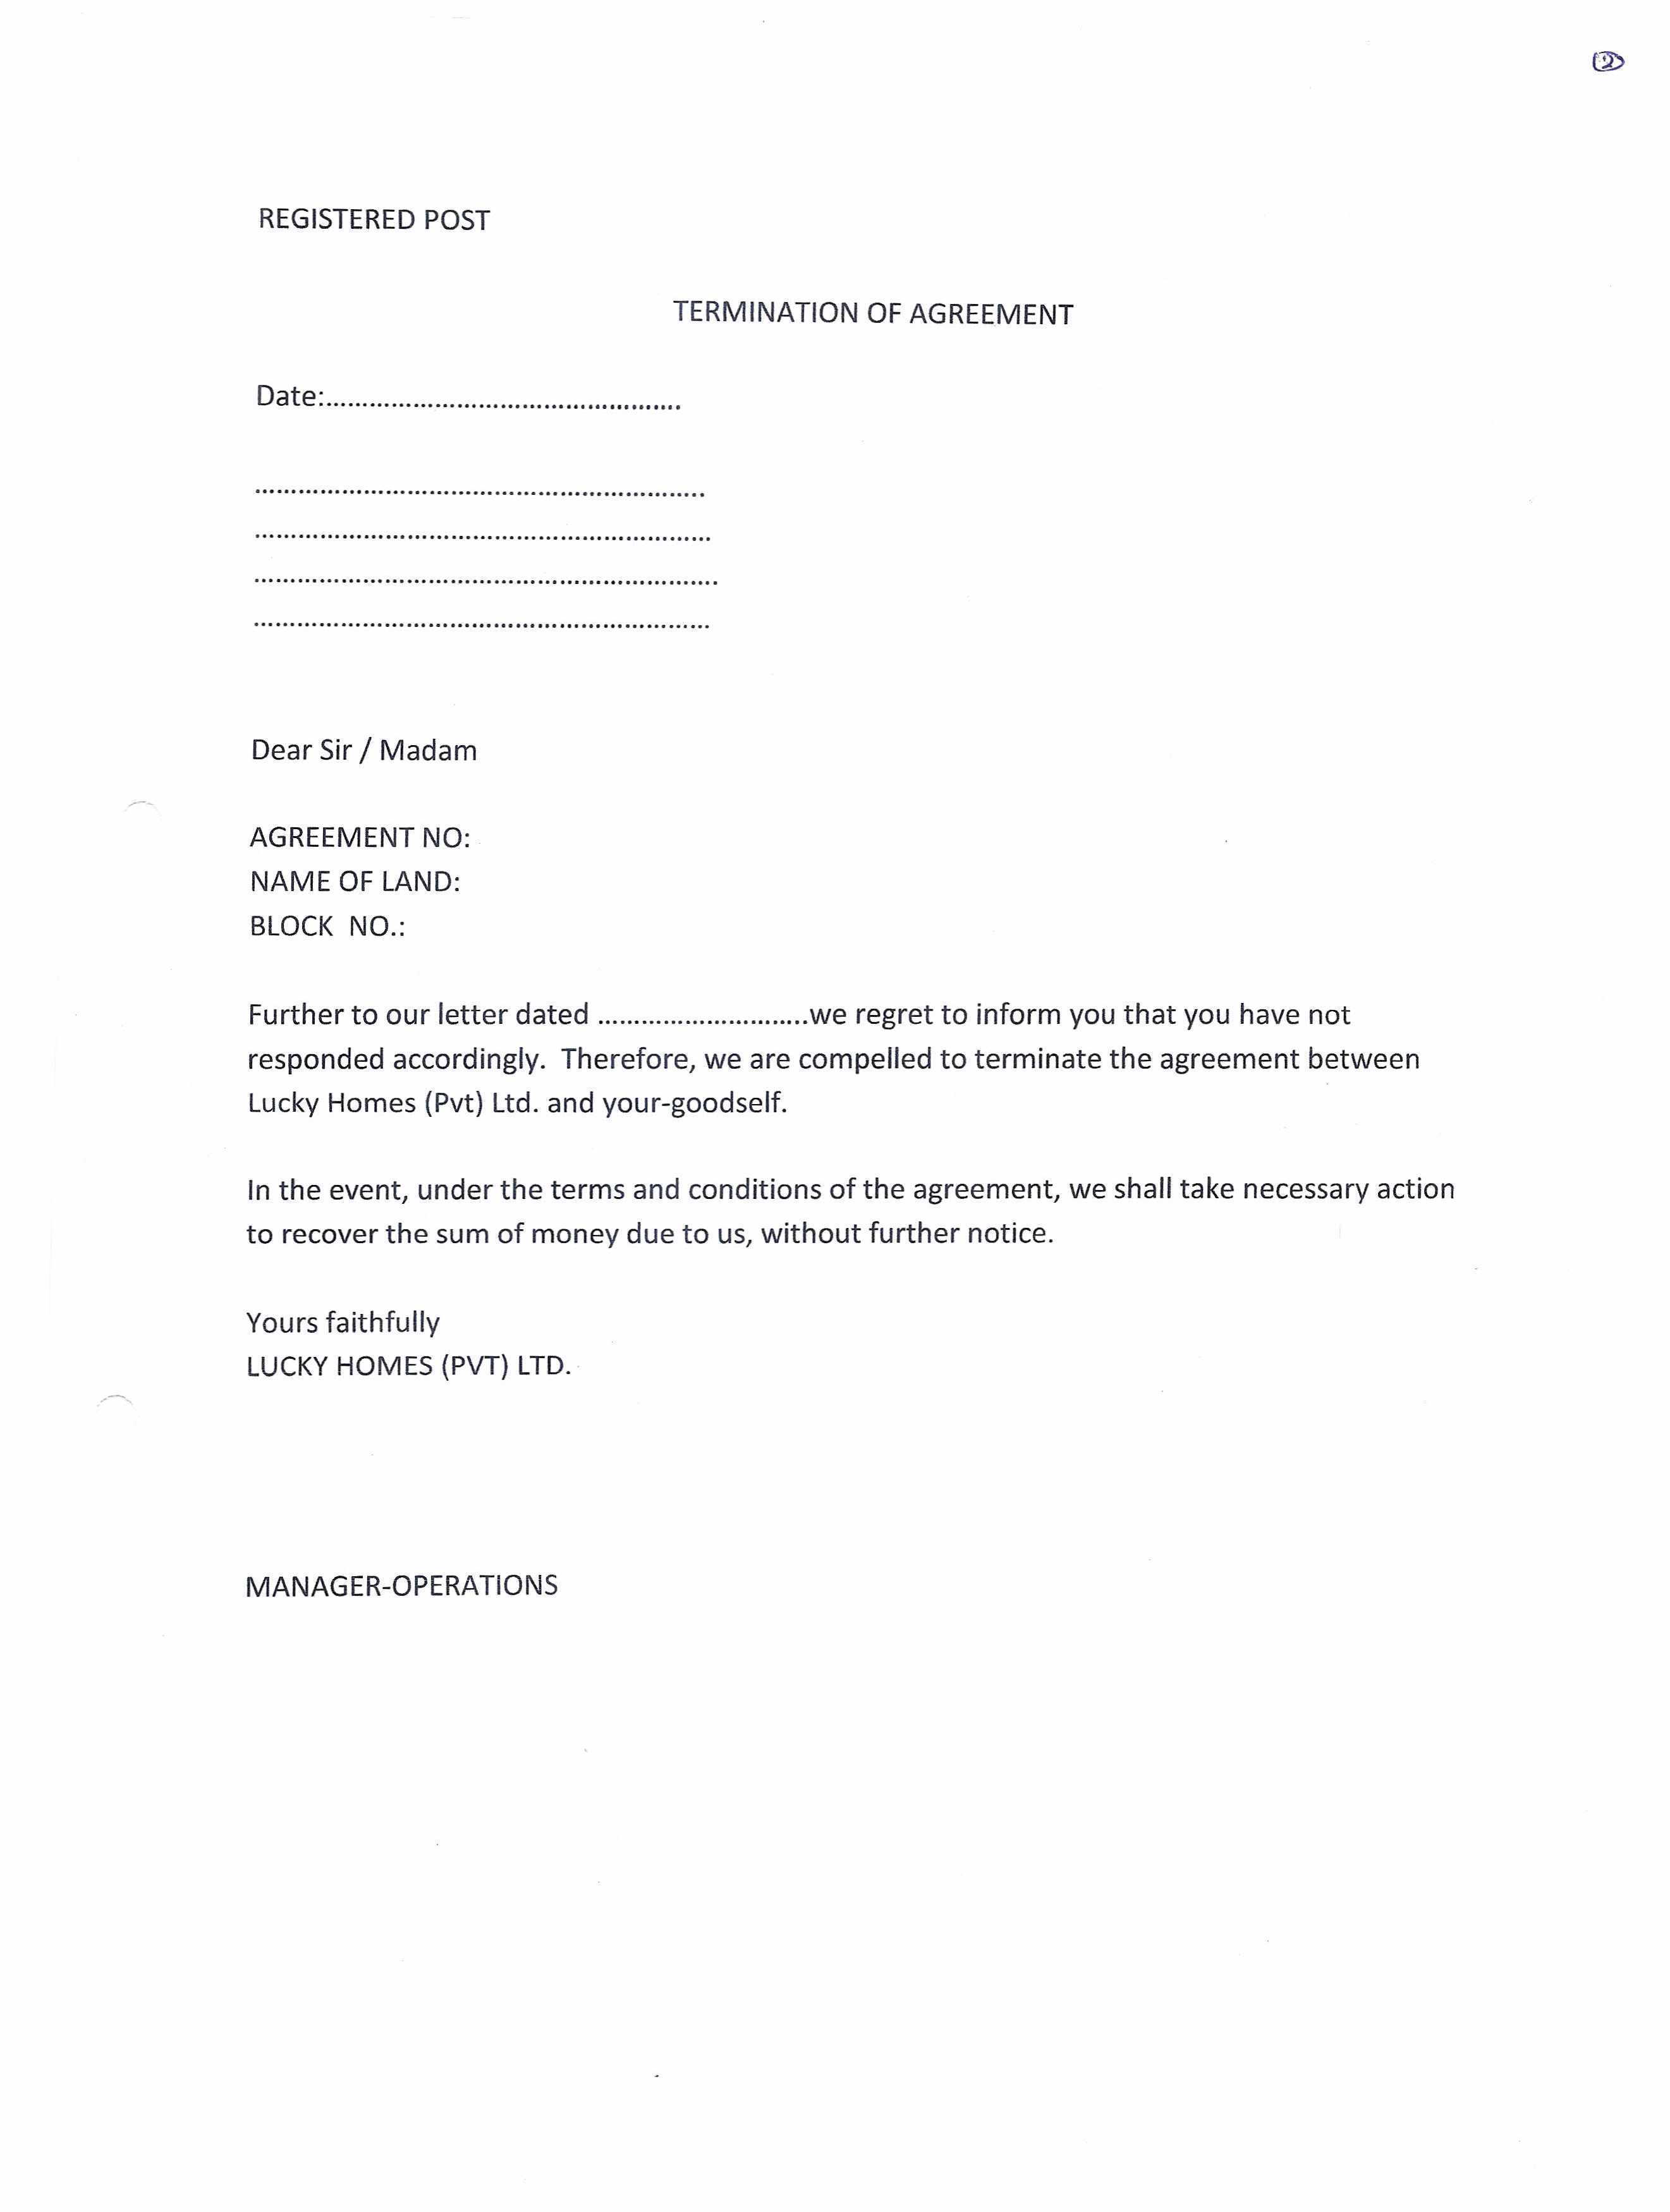 2
REGISTERED POST
TERMINATION OF AGREEMENT
Date:.................................................
..............................................................
...............................................................
................................................................
...............................................................
Dear Sir / Madam
AGREEMENT NO:
NAME OF LAND:
BLOCK  NO.:
Further to our letter dated .............................we regret to inform you that you have not
responded accordingly.  Therefore, we are compelled to terminate the agreement between
Lucky Homes (Pvt) Ltd. and your-goodself.
In the event, under the terms and conditions of the agreement, we shall take necessary action
to recover the sum of money due to us, without further notice.
Yours faithfully
LUCKY HOMES (PVT) LTD.
MANAGER-OPERATIONS